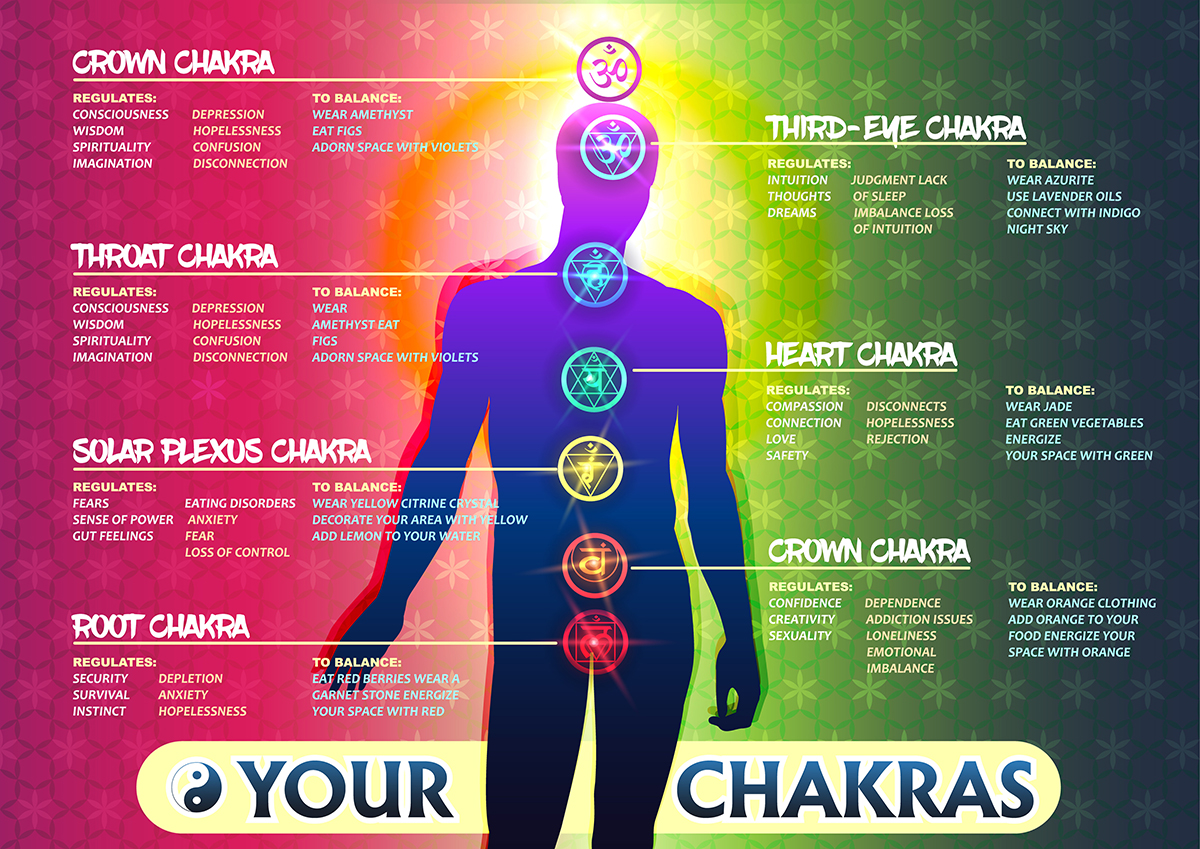 CROWN CHAKRA
REGULATES:
CONSCIOUSNESS DEPRESSION
WISDOM HOPELESSNESS
SPIRITUALITY CONFUSION
IMAGINATION DISCONNECTION
TO BALANCE:
WEAR AMETHYST
EAT FIGS
ADORN SPACE WITH VIOLETS
ॐ
ॐ
THIRD-EYE CHAKRA
REGULATES:
INTUITION JUDGMENT LACK
THOUGHTS OF SLEEP
DREAMS IMBALANCE LOSS
OF INTUITION
TO BALANCE:
WEAR AZURITE
USE LAVENDER OILS
CONNECT WITH INDIGO
NIGHT SKY
THROAT CHAKRA
REGULATES:
CONSCIOUSNESS DEPRESSION
WISDOM HOPELESSNESS
SPIRITUALITY CONFUSION
IMAGINATION DISCONNECTION
TO BALANCE:
WEAR
AMETHYST EAT
FIGS
ADORN SPACE WITH VIOLETS
HEART CHAKRA
REGULATES:
COMPASSION DISCONNECTS
CONNECTION HOPELESSNESS
LOVE REJECTION
SAFETY
TO BALANCE:
WEAR JADE
EAT GREEN VEGETABLES
ENERGIZE
YOUR SPACE WITH GREEN
SOLAR PLEXUS CHAKRA
REGULATES:
FEARS EATING DISORDERS
SENSE OF POWER ANXIETY
GUT FEELINGS FEAR
LOSS OF CONTROL
TO BALANCE:
WEAR YELLOW CITRINE CRYSTAL
DECORATE YOUR AREA WITH YELLOW
ADD LEMON TO YOUR WATER
वं
CROWN CHAKRA
REGULATES:
CONFIDENCE DEPENDENCE
CREATIVITY ADDICTION ISSUES
SEXUALITY LONELINESS
EMOTIONAL
IMBALANCE
TO BALANCE:
WEAR ORANGE CLOTHING
ADD ORANGE TO YOUR
FOOD ENERGIZE YOUR
SPACE WITH ORANGE
ROOT CHAKRA
REGULATES:
SECURITY DEPLETION
SURVIVAL ANXIETY
INSTINCT HOPELESSNESS
TO BALANCE:
EAT RED BERRIES WEAR A
GARNET STONE ENERGIZE
YOUR SPACE WITH RED
YOUR CHAKRAS